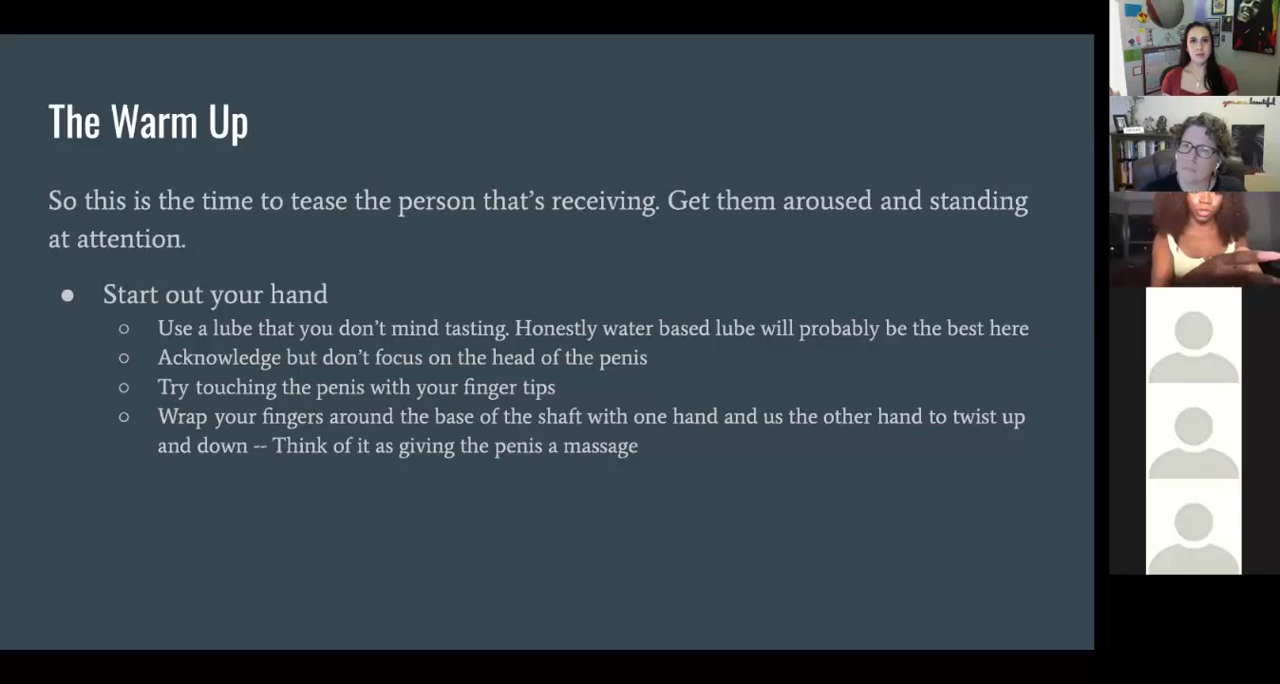 The Warm Up
So this is the time to tease the person that's receiving. Get them aroused and standing
at attention.
● Start out your hand
○ Use a lube that you don't mind tasting. Honestly water based lube will probably be the best here
○ Acknowledge but don't focus on the head of the penis
○ Try touching the penis with your finger tips
○ Wrap your fingers around the base of the shaft with one hand and us the other hand to twist up
and down -- Think of it as giving the penis a massage